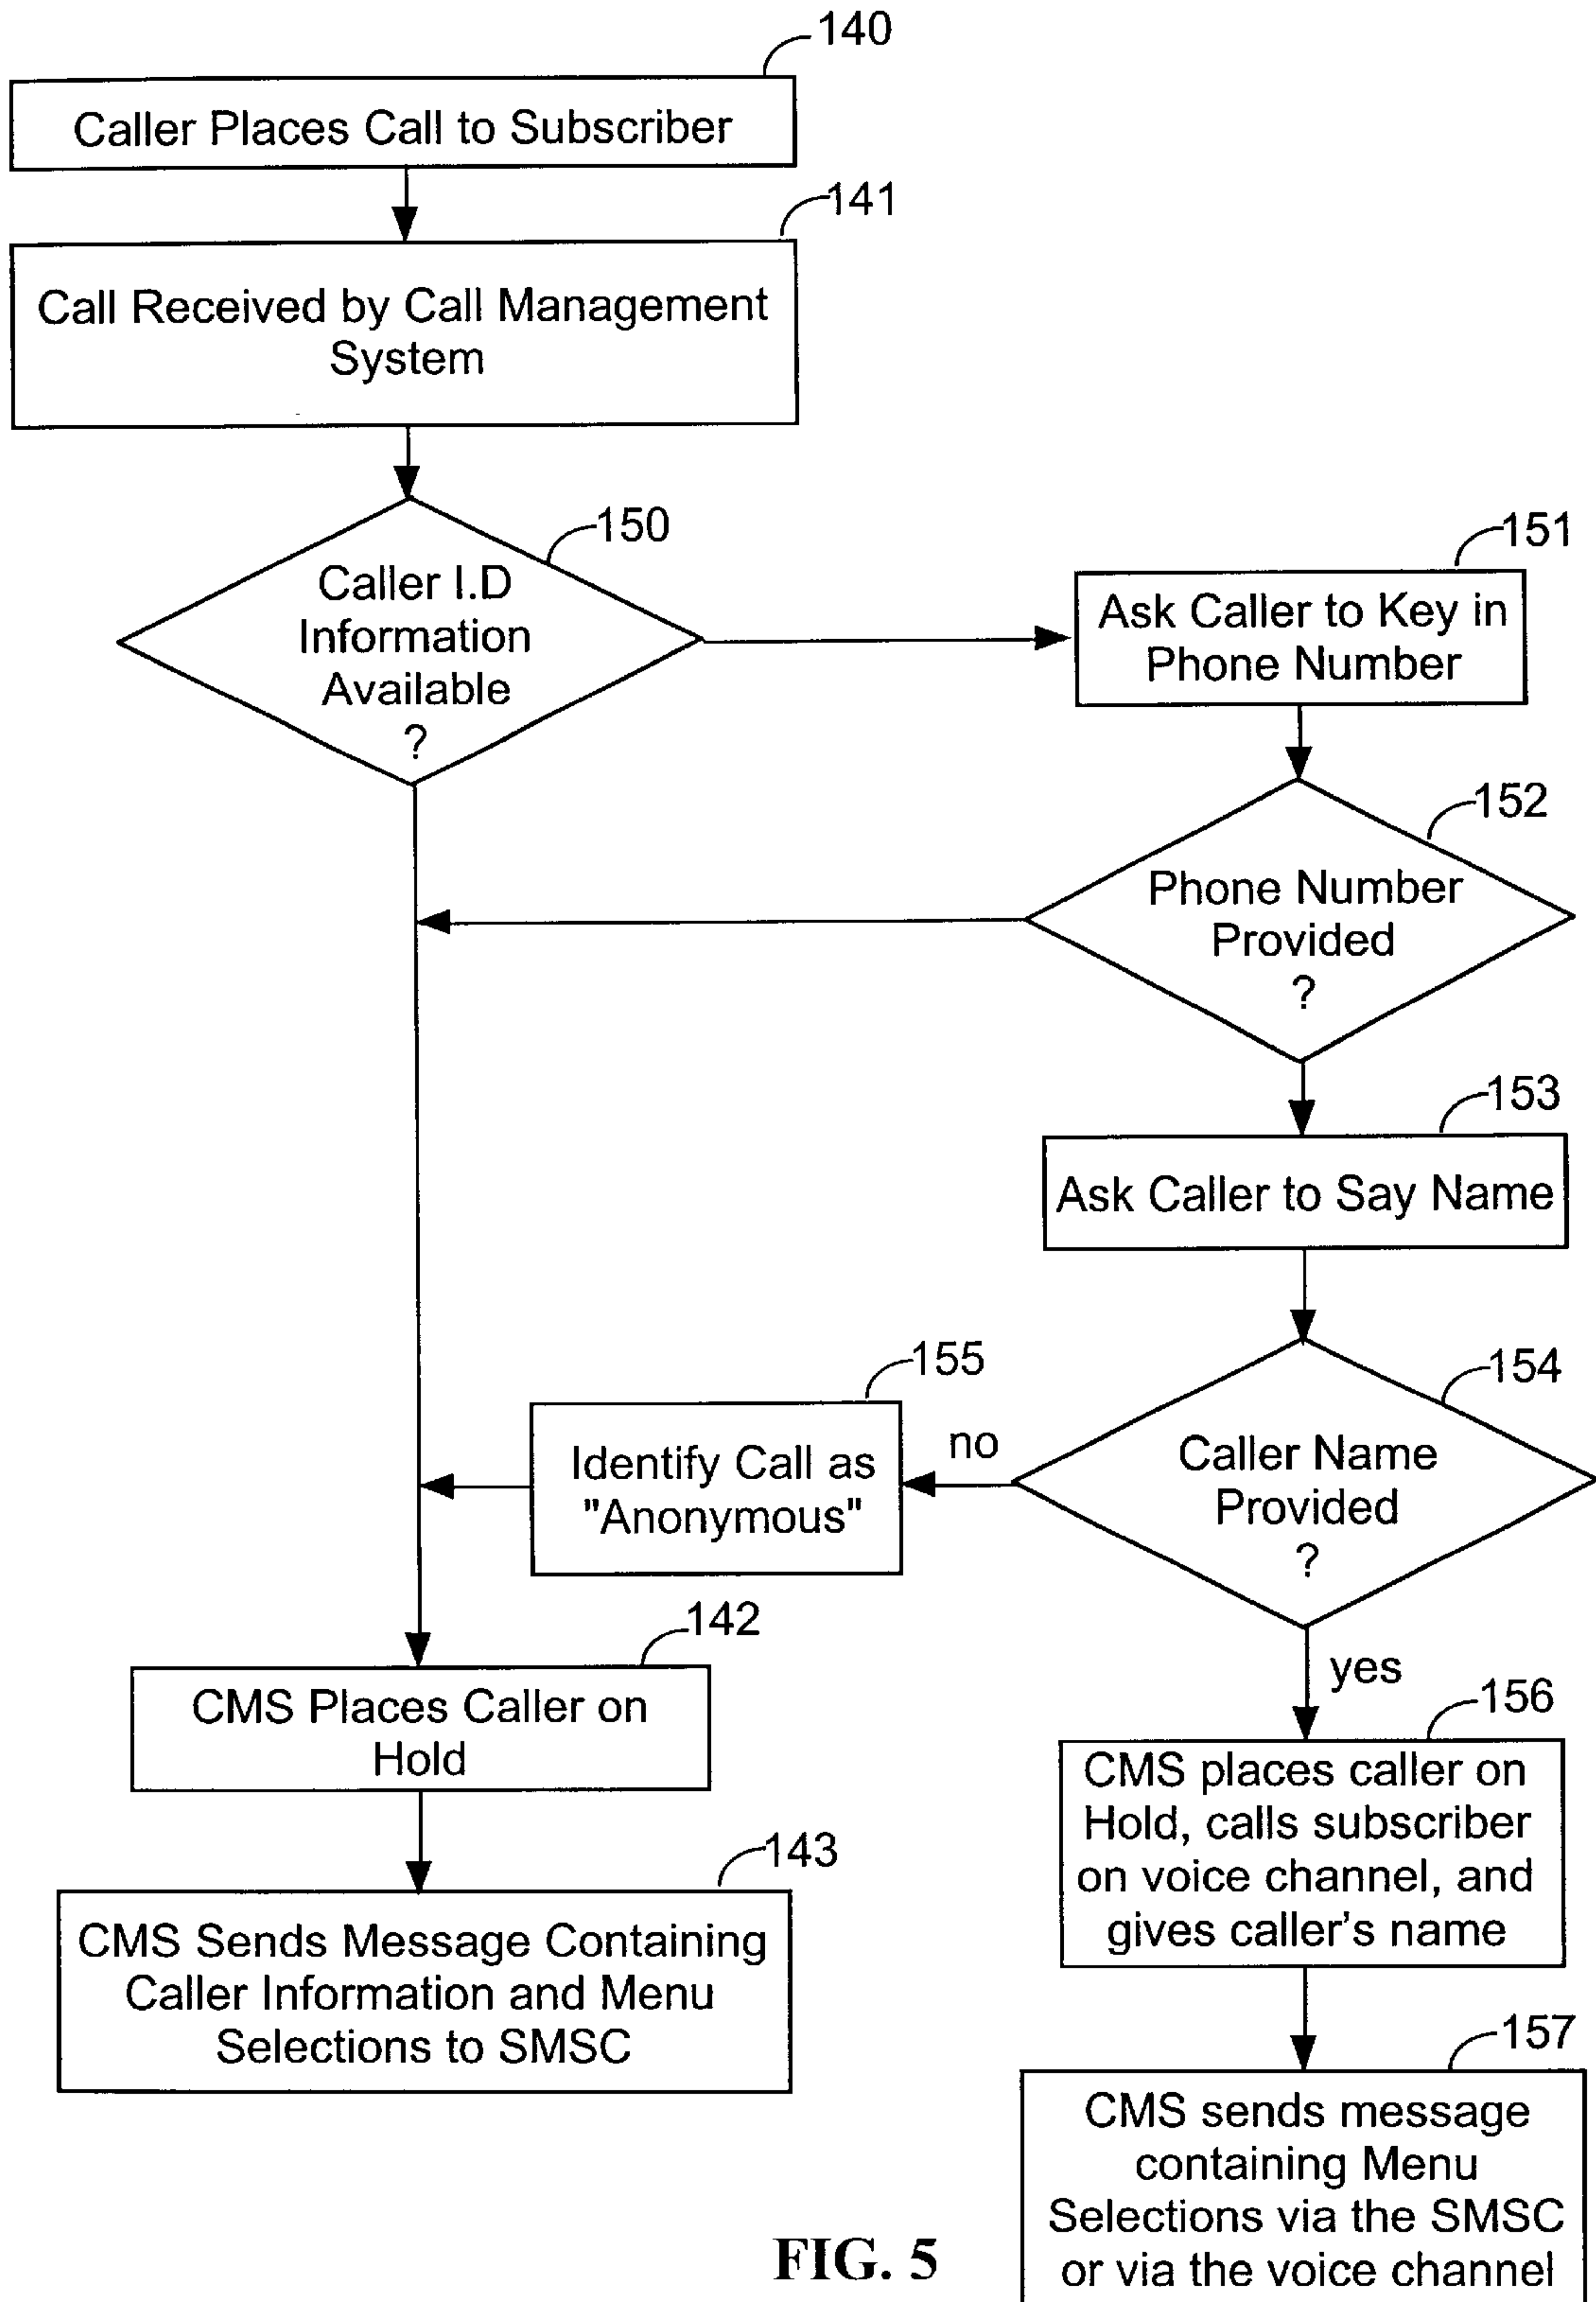 140
Caller Places Call to Subscriber
141
Call Received by Call Management
System
150
Caller I.D
Information
Available
?
151
Ask Caller to Key in
Phone Number
152
Phone Number
Provided
?
153
Ask Caller to Say Name
154
Caller Name
Provided
?
no
155
Identify Call as
"Anonymous"
yes
142
CMS Places Caller on
Hold
143
CMS Sends Message Containing
Caller Information and Menu
Selections to SMSC
156
CMS places caller on
Hold, calls subscriber
on voice channel, and
gives caller's name
157
CMS sends message
containing Menu
Selections via the SMSC
or via the voice channel
FIG. 5